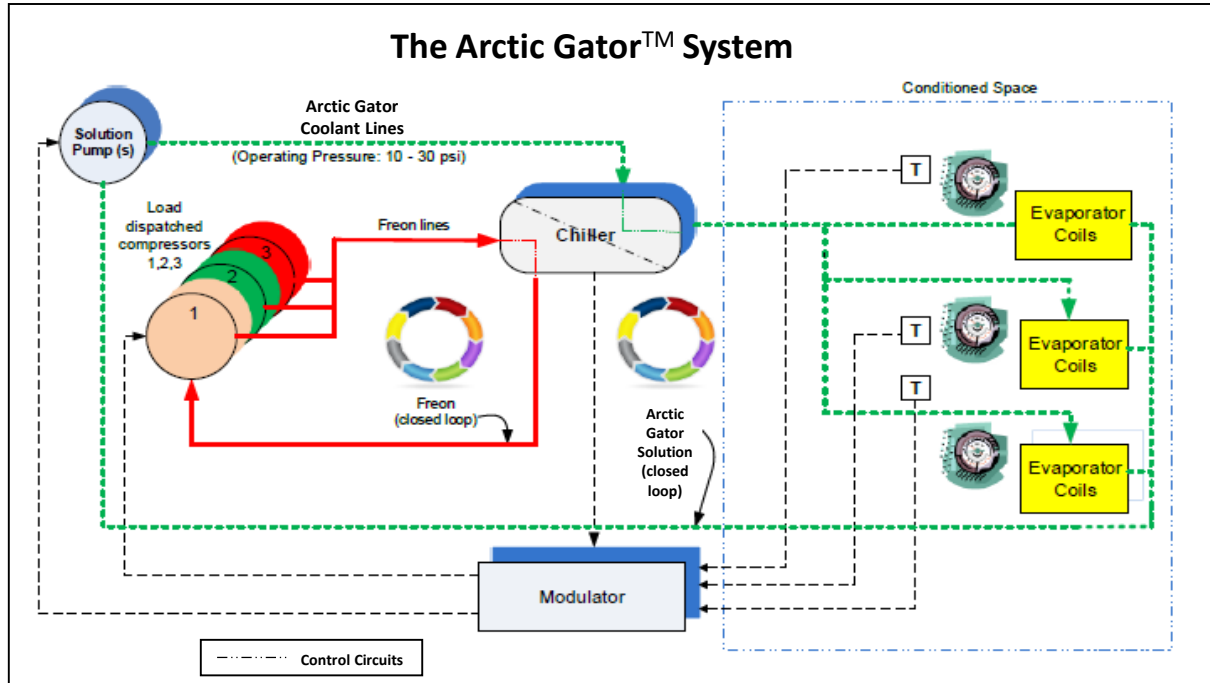 The Arctic Gator™ System
Solution
Pump (s)
Arctic Gator
Coolant Lines
(Operating Pressure: 10 - 30 psi)
Conditioned Space
Load
dispatched
compressors
1,2,3
3
2
1
Freon lines
Chiller
T
Evaporator
Coils
T
Evaporator
Coils
T
Evaporator
Coils
Freon
(closed loop)
Arctic
Gator
Solution
(closed
loop)
Modulator
Control Circuits